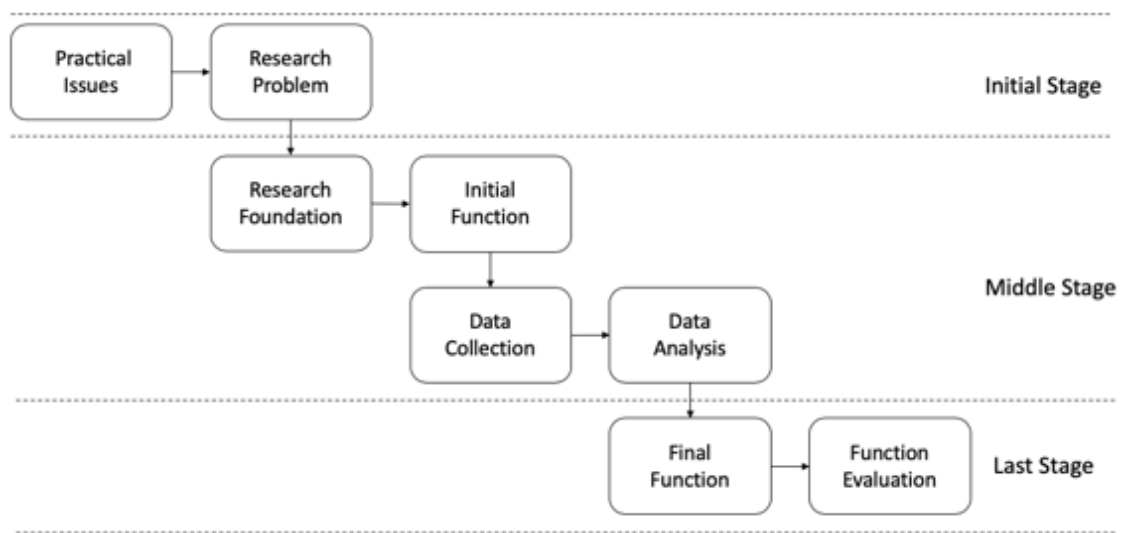 Practical
Issues
Research
Problem
Initial Stage
Research
Foundation
Initial
Function
Middle Stage
Data
Collection
Data
Analysis
Final
Function
Function
Evaluation
Last Stage